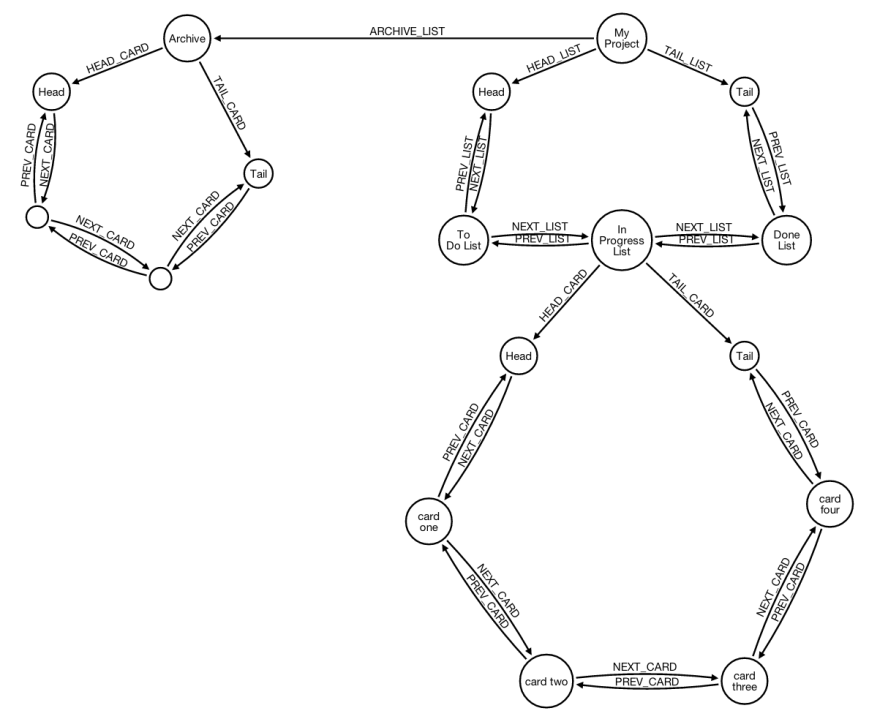 ARCHIVE_LIST
Archive
My
Project
HEAD_CARD
TAIL_CARD
HEAD_LIST
TAIL_LIST
Head
Head
Tail
PREV_CARD
NEXT_CARD
PREV_LIST
NEXT_LIST
PREV_LIST
NEXT_LIST
Tail
NEXT_CARD
PREV_CARD
NEXT_CARD
PREV_CARD
To
Do List
NEXT_LIST
PREV_LIST
In
Progress
List
NEXT_LIST
PREV_LIST
Done
List
HEAD_CARD
TAIL_CARD
Head
Tail
PREV_CARD
NEXT_CARD
PREV_CARD
NEXT_CARD
card
one
card
four
NEXT_CARD
PREV_CARD
NEXT_CARD
PREV_CARD
card two
NEXT_CARD
PREV_CARD
card
three